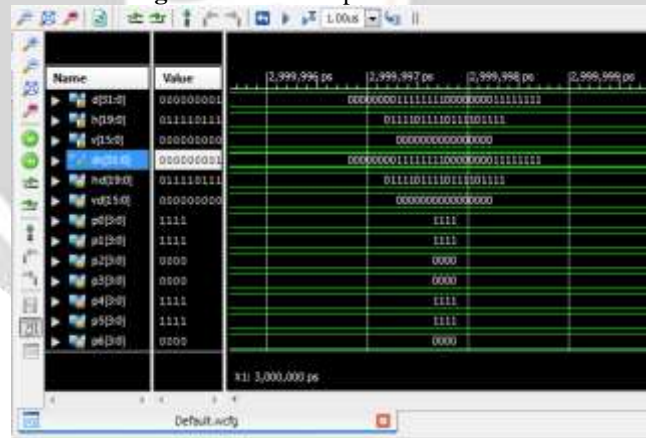 1.00us
Name Value 2,999,996 ps 2,999,997 ps 2,999,998 ps 2,999,999 ps
d[31:0] 000000001 00000000111111110000000011111111
h[19:0] 011110111 01111011110111101111
v[15:0] 000000000 0000000000000000
000000001 00000000111111110000000011111111
hd[19:0] 011110111 01111011110111101111
vd[15:0] 000000000 0000000000000000
p0[3:0] 1111 1111
p1[3:0] 1111 1111
p2[3:0] 0000 0000
p3[3:0] 0000 0000
p4[3:0] 1111 1111
p5[3:0] 1111 1111
p6[3:0] 0000 0000
X1: 3,000,000 ps
Default.wcfg